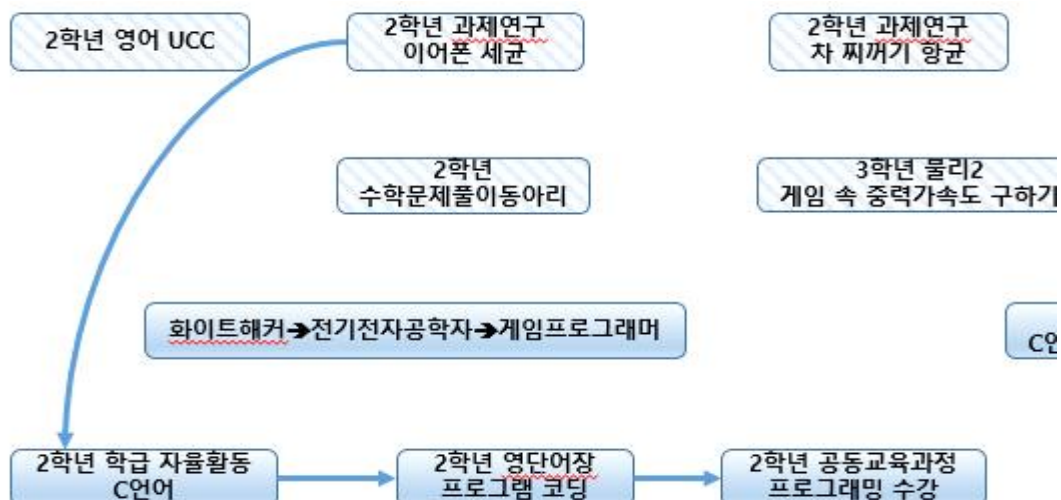 2학년 영어 UCC
2학년 과제연구
이어폰 세균
2학년 과제연구
차 찌꺼기 항균
2학년
수학문제풀이동아리
3학년 물리2
게임 속 중력가속도 구하기
화이트해커→전기전자공학자→게임프로그래머
2학년 학급 자율활동
C언어
2학년 영단어장
프로그램 코딩
2학년 공동교육과정
프로그래밍 수강